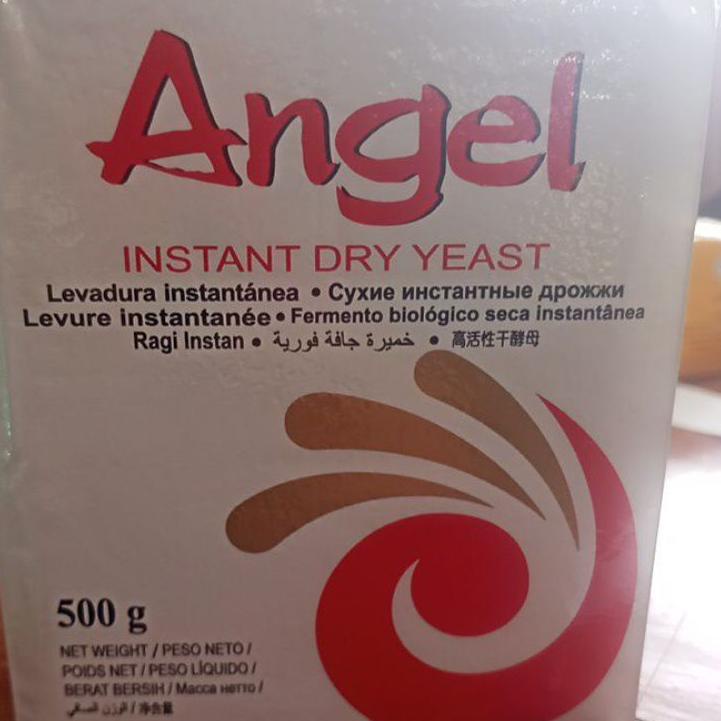 Angel
INSTANT DRY YEAST
Levadura instantánea • Сухие инстантные дрожжи
Levure instantanée • Fermento biológico seca instantânea
Ragi Instan • خميرة جافة فورية • 高活性干酵母
500 g
NET WEIGHT / PESO NETO /
POIDS NET / PESO LÍQUIDO /
BERAT BERSIH / Масса нетто /
الوزن الصافي / 净含量